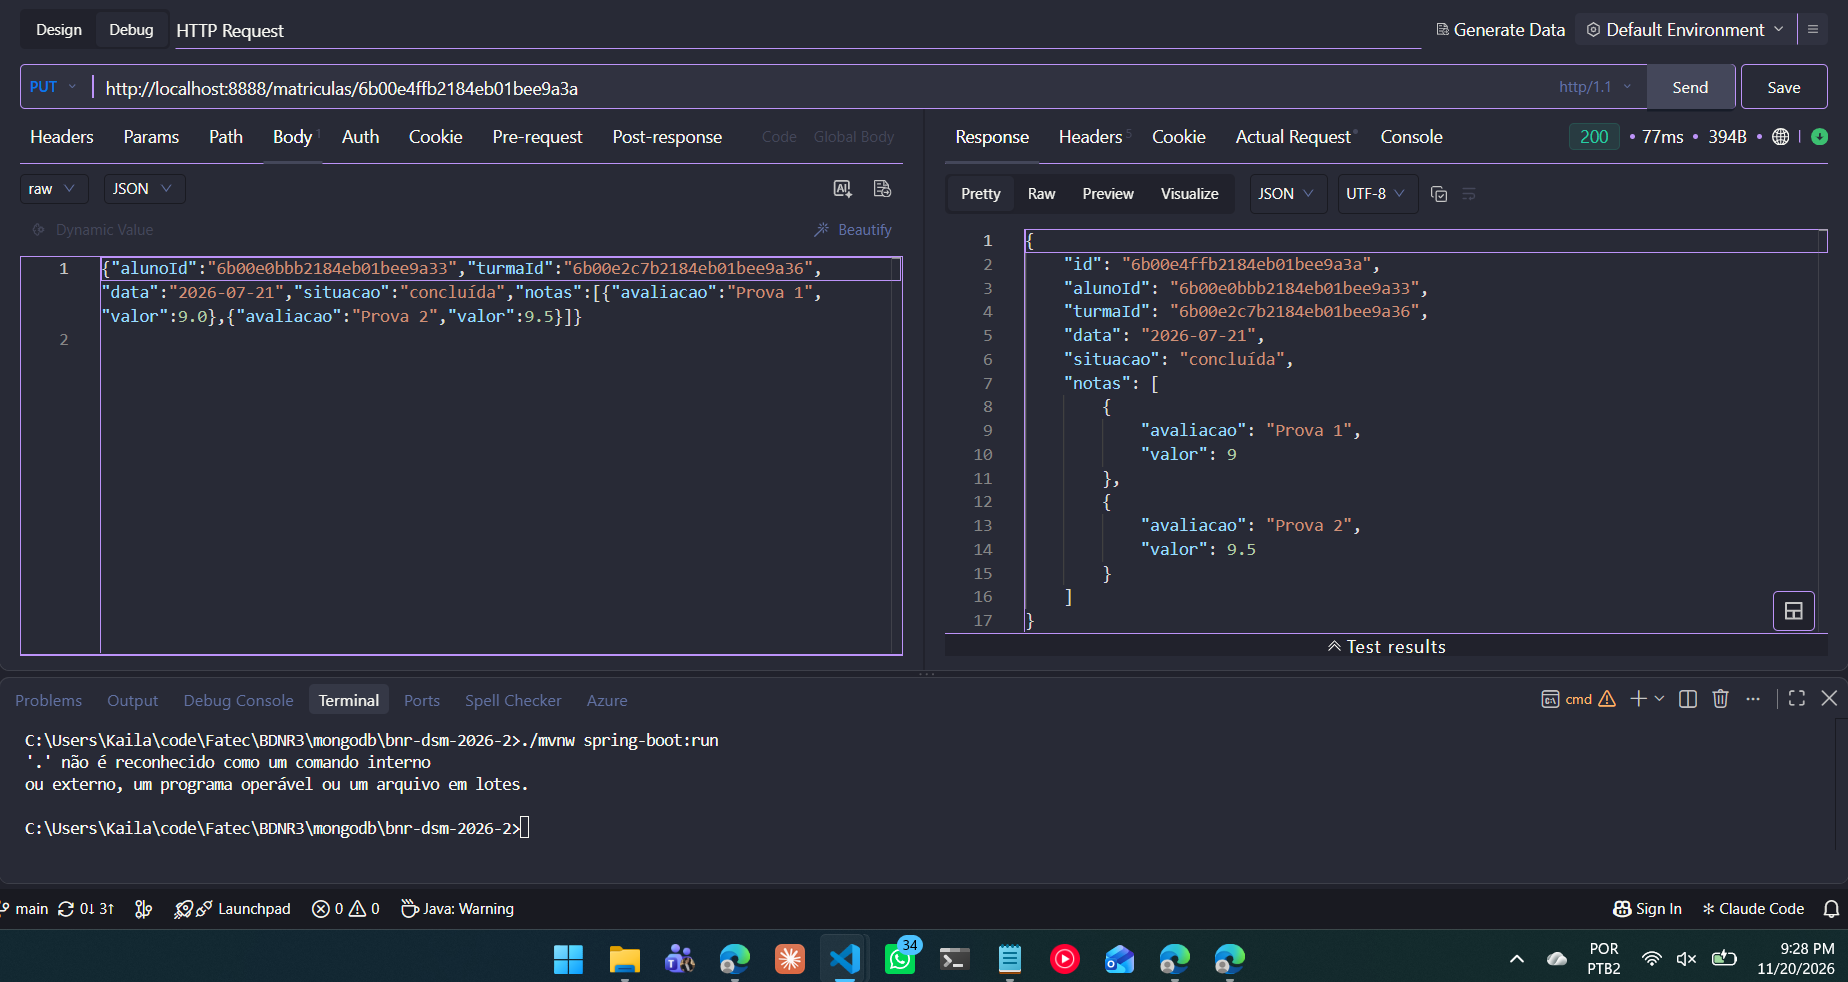 Design Debug HTTP Request Generate Data Default Environment
PUT http://localhost:8888/matriculas/6b00e4ffb2184eb01bee9a3a http/1.1 Send Save
Headers Params Path Body 1 Auth Cookie Pre-request Post-response Code Global Body
raw JSON
Dynamic Value Beautify
1 {"alunoId":"6b00e0bbb2184eb01bee9a33","turmaId":"6b00e2c7b2184eb01bee9a36",
"data":"2026-07-21","situacao":"concluída","notas":[{"avaliacao":"Prova 1",
"valor":9.0},{"avaliacao":"Prova 2","valor":9.5}]}
2
Response Headers 5 Cookie Actual Request Console 200 • 77ms • 394B •
Pretty Raw Preview Visualize JSON UTF-8
1 {
2 "id": "6b00e4ffb2184eb01bee9a3a",
3 "alunoId": "6b00e0bbb2184eb01bee9a33",
4 "turmaId": "6b00e2c7b2184eb01bee9a36",
5 "data": "2026-07-21",
6 "situacao": "concluída",
7 "notas": [
8 {
9 "avaliacao": "Prova 1",
10 "valor": 9
11 },
12 {
13 "avaliacao": "Prova 2",
14 "valor": 9.5
15 }
16 ]
17 }
Test results
Problems Output Debug Console Terminal Ports Spell Checker Azure cmd
C:\Users\Kaila\code\Fatec\BDNR3\mongodb\bnr-dsm-2026-2>./mvnw spring-boot:run
'.' não é reconhecido como um comando interno
ou externo, um programa operável ou um arquivo em lotes.
C:\Users\Kaila\code\Fatec\BDNR3\mongodb\bnr-dsm-2026-2>
main 0↓ 3↑ Launchpad 0 0 Java: Warning Sign In Claude Code
34
POR
PTB2
9:28 PM
11/20/2026